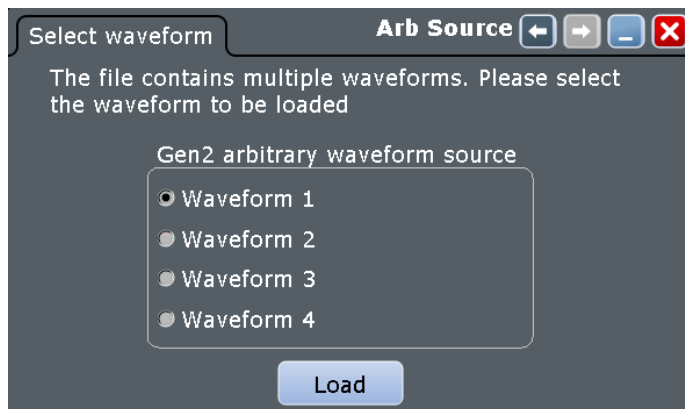 Select waveform
Arb Source
The file contains multiple waveforms. Please select
the waveform to be loaded
Gen2 arbitrary waveform source
Waveform 1
Waveform 2
Waveform 3
Waveform 4
Load